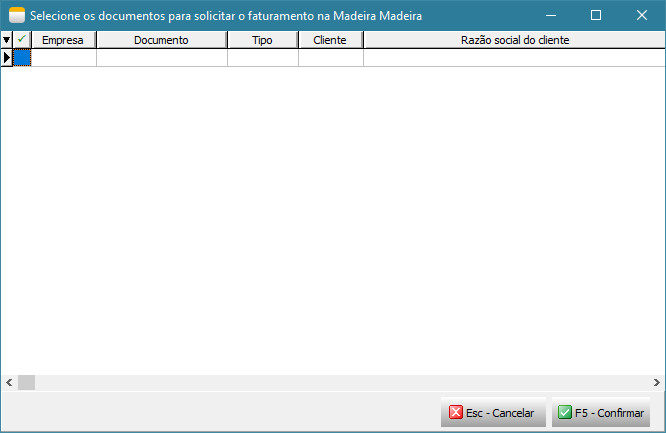 Selecione os documentos para solicitar o faturamento na Madeira Madeira
Empresa Documento Tipo Cliente Razão social do cliente
Esc - Cancelar F5 - Confirmar